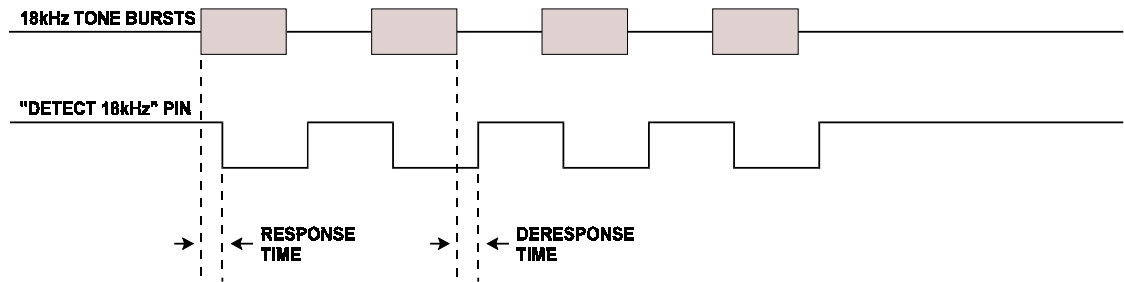 18kHz TONE BURSTS
"DETECT 18kHz" PIN
RESPONSE
TIME
DERESPONSE
TIME